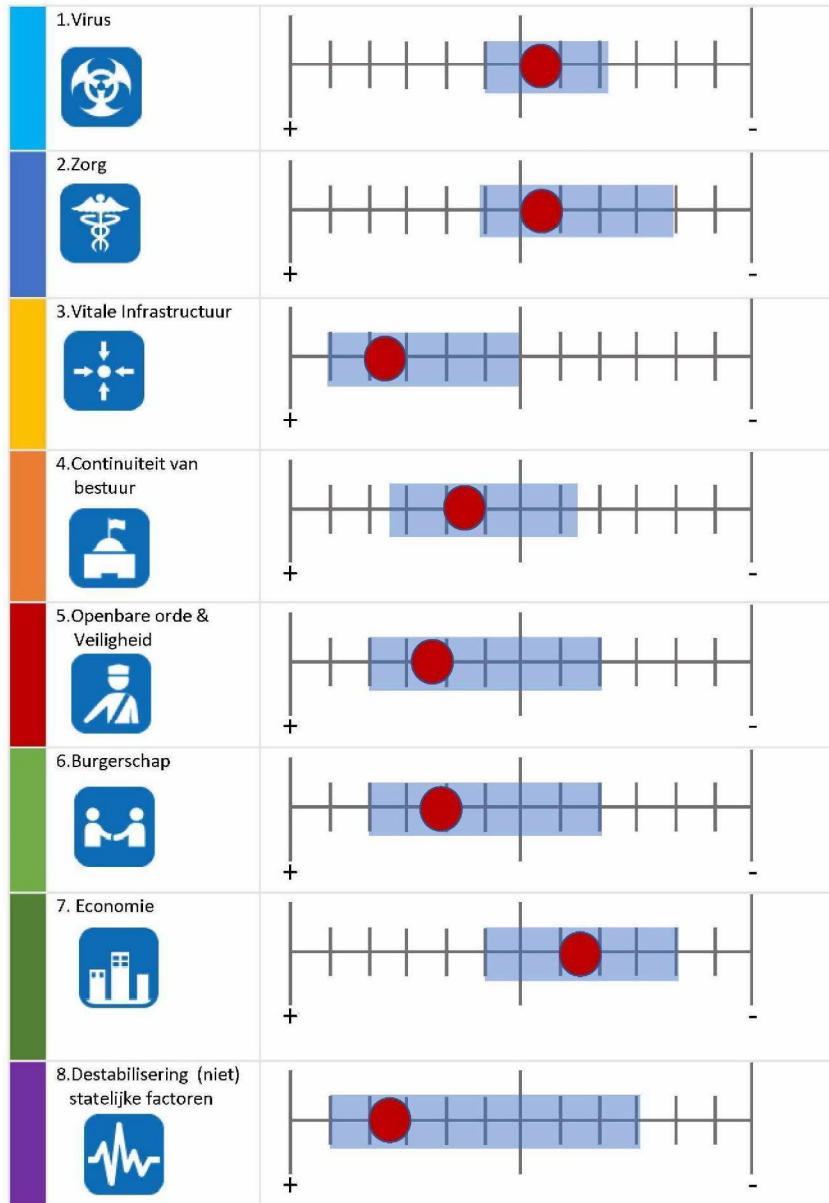 1.Virus
+ -
2.Zorg
+ -
3.Vitale Infrastructuur
+ -
4.Continuiteit van
bestuur
+ -
5.Openbare orde &
Veiligheid
+ -
6.Burgerschap
+ -
7. Economie
+ -
8.Destabilisering (niet)
statelijke factoren
+ -